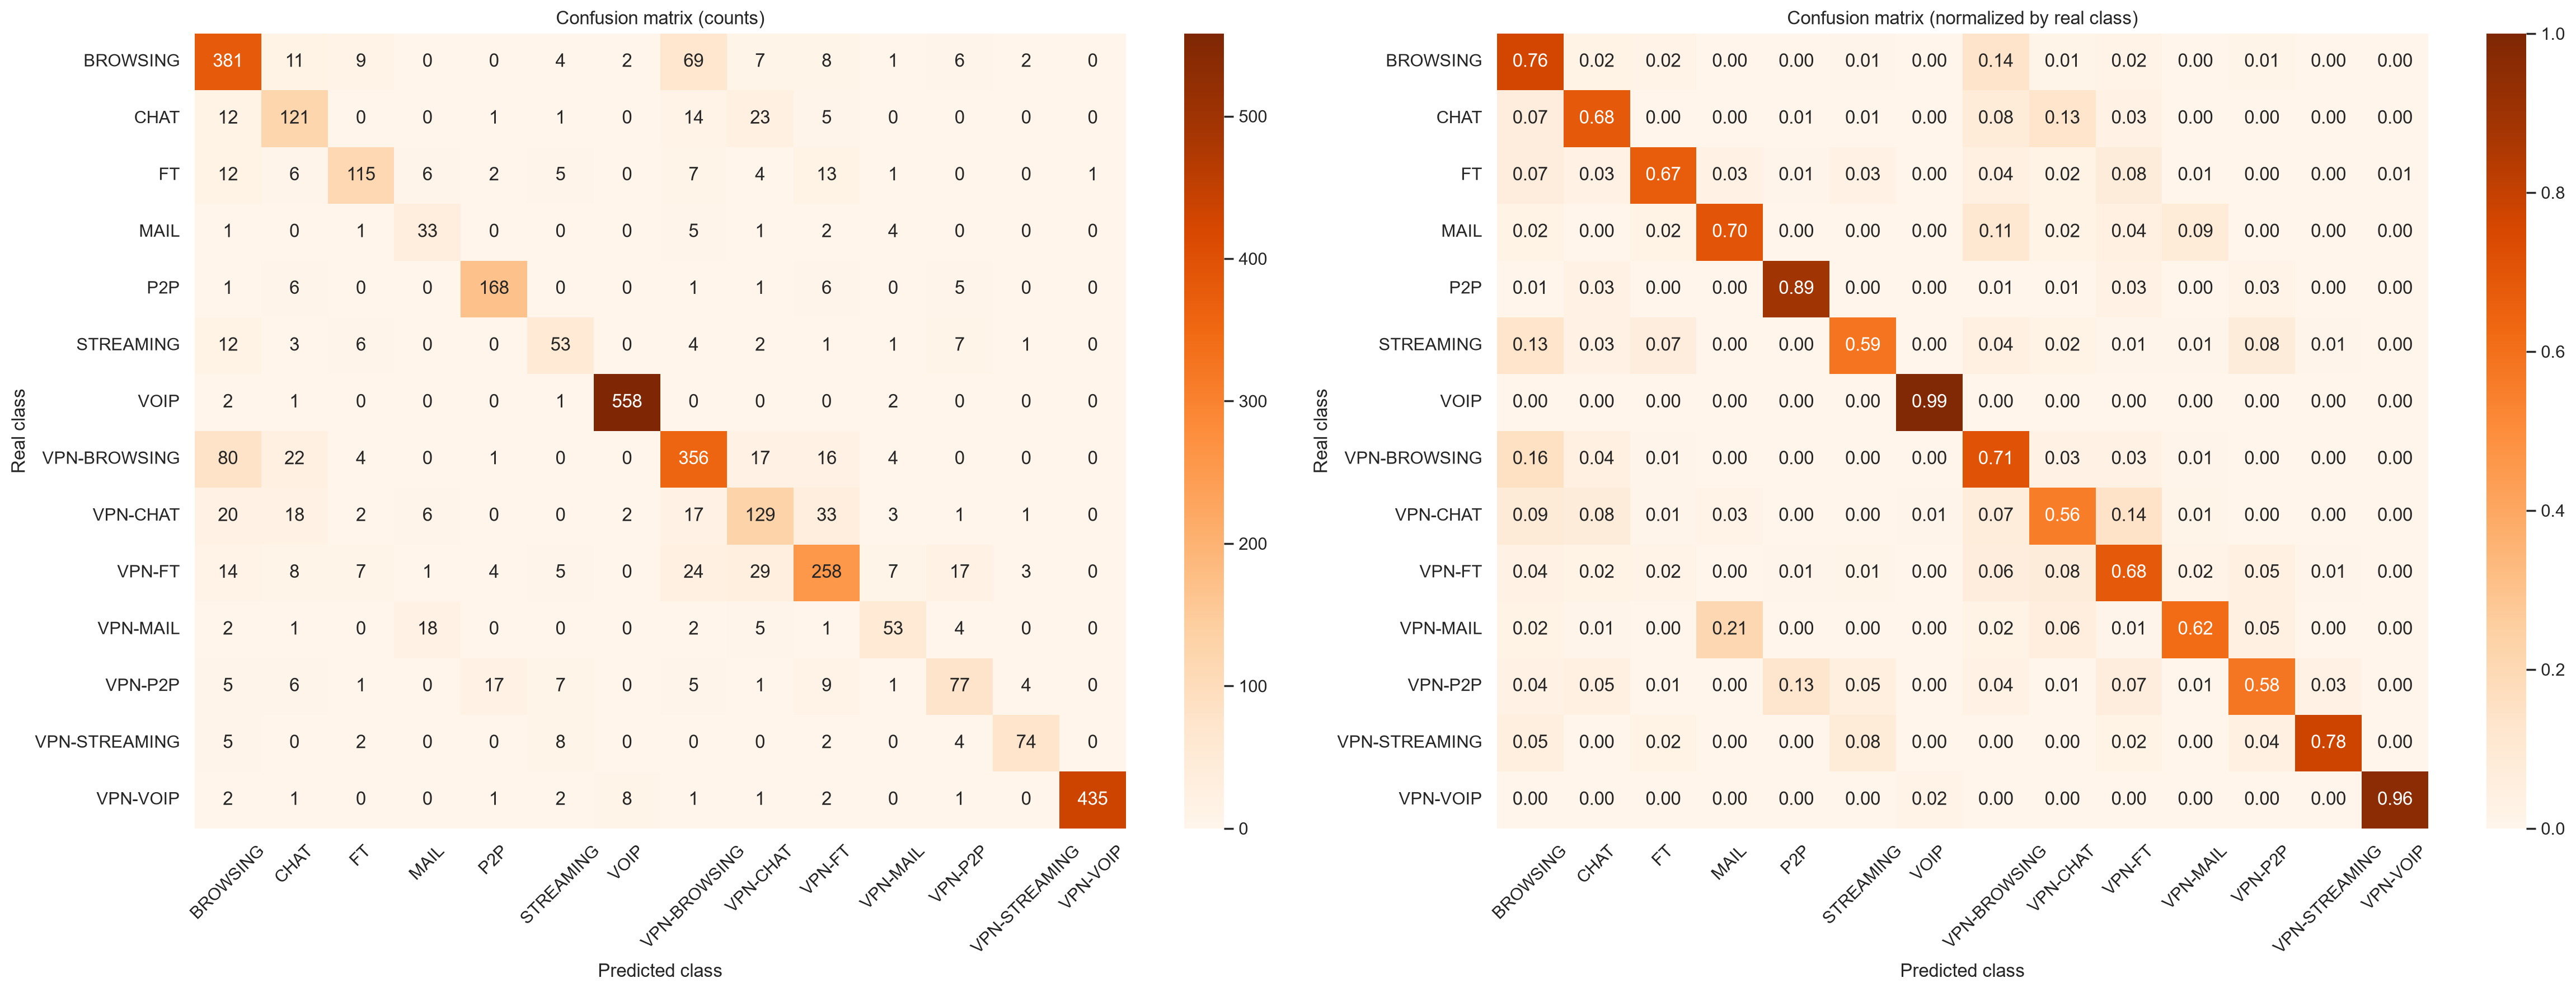 Confusion matrix (counts)
Real class
BROWSING 381 11 9 0 0 4 2 69 7 8 1 6 2 0
CHAT 12 121 0 0 1 1 0 14 23 5 0 0 0 0
FT 12 6 115 6 2 5 0 7 4 13 1 0 0 1
MAIL 1 0 1 33 0 0 0 5 1 2 4 0 0 0
P2P 1 6 0 0 168 0 0 1 1 6 0 5 0 0
STREAMING 12 3 6 0 0 53 0 4 2 1 1 7 1 0
VOIP 2 1 0 0 0 1 558 0 0 0 2 0 0 0
VPN-BROWSING 80 22 4 0 1 0 0 356 17 16 4 0 0 0
VPN-CHAT 20 18 2 6 0 0 2 17 129 33 3 1 1 0
VPN-FT 14 8 7 1 4 5 0 24 29 258 7 17 3 0
VPN-MAIL 2 1 0 18 0 0 0 2 5 1 53 4 0 0
VPN-P2P 5 6 1 0 17 7 0 5 1 9 1 77 4 0
VPN-STREAMING 5 0 2 0 0 8 0 0 0 2 0 4 74 0
VPN-VOIP 2 1 0 0 1 2 8 1 1 2 0 1 0 435
BROWSING CHAT FT MAIL P2P STREAMING VOIP VPN-BROWSING VPN-CHAT VPN-FT VPN-MAIL VPN-P2P VPN-STREAMING VPN-VOIP
Predicted class
500
400
300
200
100
0
Confusion matrix (normalized by real class)
Real class
BROWSING 0.76 0.02 0.02 0.00 0.00 0.01 0.00 0.14 0.01 0.02 0.00 0.01 0.00 0.00
CHAT 0.07 0.68 0.00 0.00 0.01 0.01 0.00 0.08 0.13 0.03 0.00 0.00 0.00 0.00
FT 0.07 0.03 0.67 0.03 0.01 0.03 0.00 0.04 0.02 0.08 0.01 0.00 0.00 0.01
MAIL 0.02 0.00 0.02 0.70 0.00 0.00 0.00 0.11 0.02 0.04 0.09 0.00 0.00 0.00
P2P 0.01 0.03 0.00 0.00 0.89 0.00 0.00 0.01 0.01 0.03 0.00 0.03 0.00 0.00
STREAMING 0.13 0.03 0.07 0.00 0.00 0.59 0.00 0.04 0.02 0.01 0.01 0.08 0.01 0.00
VOIP 0.00 0.00 0.00 0.00 0.00 0.00 0.99 0.00 0.00 0.00 0.00 0.00 0.00 0.00
VPN-BROWSING 0.16 0.04 0.01 0.00 0.00 0.00 0.00 0.71 0.03 0.03 0.01 0.00 0.00 0.00
VPN-CHAT 0.09 0.08 0.01 0.03 0.00 0.00 0.01 0.07 0.56 0.14 0.01 0.00 0.00 0.00
VPN-FT 0.04 0.02 0.02 0.00 0.01 0.01 0.00 0.06 0.08 0.68 0.02 0.05 0.01 0.00
VPN-MAIL 0.02 0.01 0.00 0.21 0.00 0.00 0.00 0.02 0.06 0.01 0.62 0.05 0.00 0.00
VPN-P2P 0.04 0.05 0.01 0.00 0.13 0.05 0.00 0.04 0.01 0.07 0.01 0.58 0.03 0.00
VPN-STREAMING 0.05 0.00 0.02 0.00 0.00 0.08 0.00 0.00 0.00 0.02 0.00 0.04 0.78 0.00
VPN-VOIP 0.00 0.00 0.00 0.00 0.00 0.00 0.02 0.00 0.00 0.00 0.00 0.00 0.00 0.96
BROWSING CHAT FT MAIL P2P STREAMING VOIP VPN-BROWSING VPN-CHAT VPN-FT VPN-MAIL VPN-P2P VPN-STREAMING VPN-VOIP
Predicted class
1.0
0.8
0.6
0.4
0.2
0.0